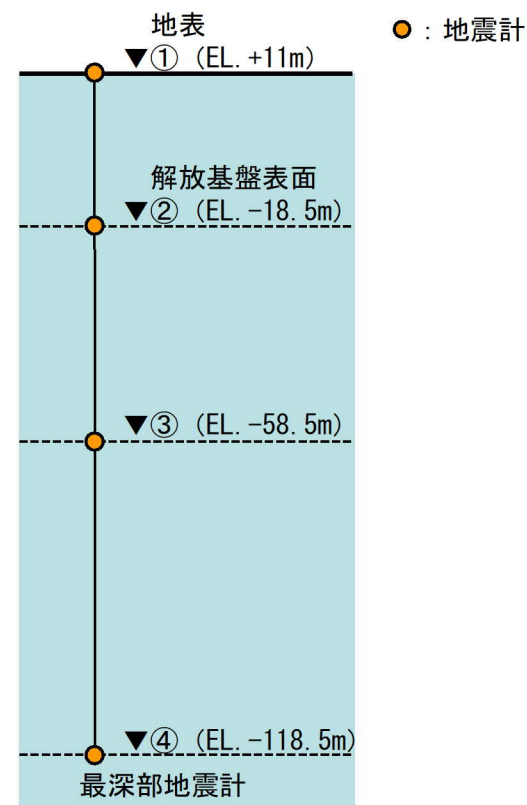 地表
▼① (EL.+11m)
：地震計
解放基盤表面
▼② (EL.-18.5m)
▼③ (EL.-58.5m)
▼④ (EL.-118.5m)
最深部地震計